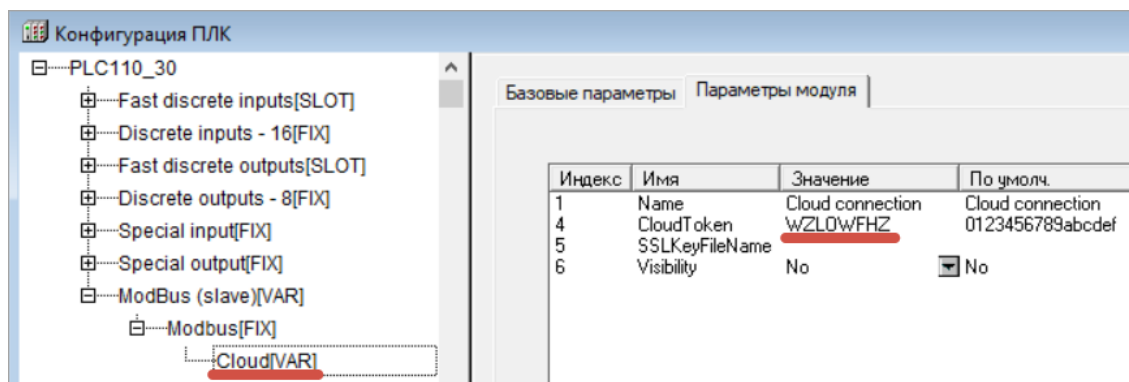 Конфигурация ПЛК
PLC110_30
Fast discrete inputs[SLOT]
Discrete inputs - 16[FIX]
Fast discrete outputs[SLOT]
Discrete outputs - 8[FIX]
Special input[FIX]
Special output[FIX]
ModBus (slave)[VAR]
Modbus[FIX]
Cloud[VAR]
Базовые параметры Параметры модуля
Индекс Имя Значение По умолч.
1 Name Cloud connection Cloud connection
4 CloudToken WZLOWFHZ 0123456789abcdef
5 SSLKeyFileName
6 Visibility No No